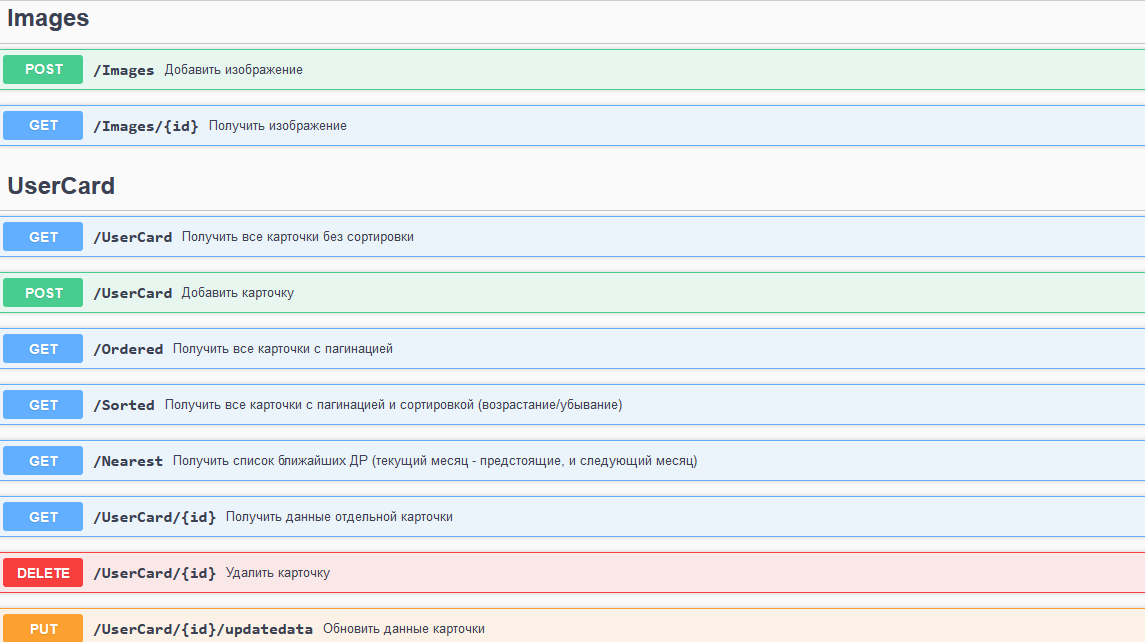 Images
POST /Images Добавить изображение
GET /Images/{id} Получить изображение
UserCard
GET /UserCard Получить все карточки без сортировки
POST /UserCard Добавить карточку
GET /Ordered Получить все карточки с пагинацией
GET /Sorted Получить все карточки с пагинацией и сортировкой (возрастание/убывание)
GET /Nearest Получить список ближайших ДР (текущий месяц - предстоящие, и следующий месяц)
GET /UserCard/{id} Получить данные отдельной карточки
DELETE /UserCard/{id} Удалить карточку
PUT /UserCard/{id}/updatedata Обновить данные карточки